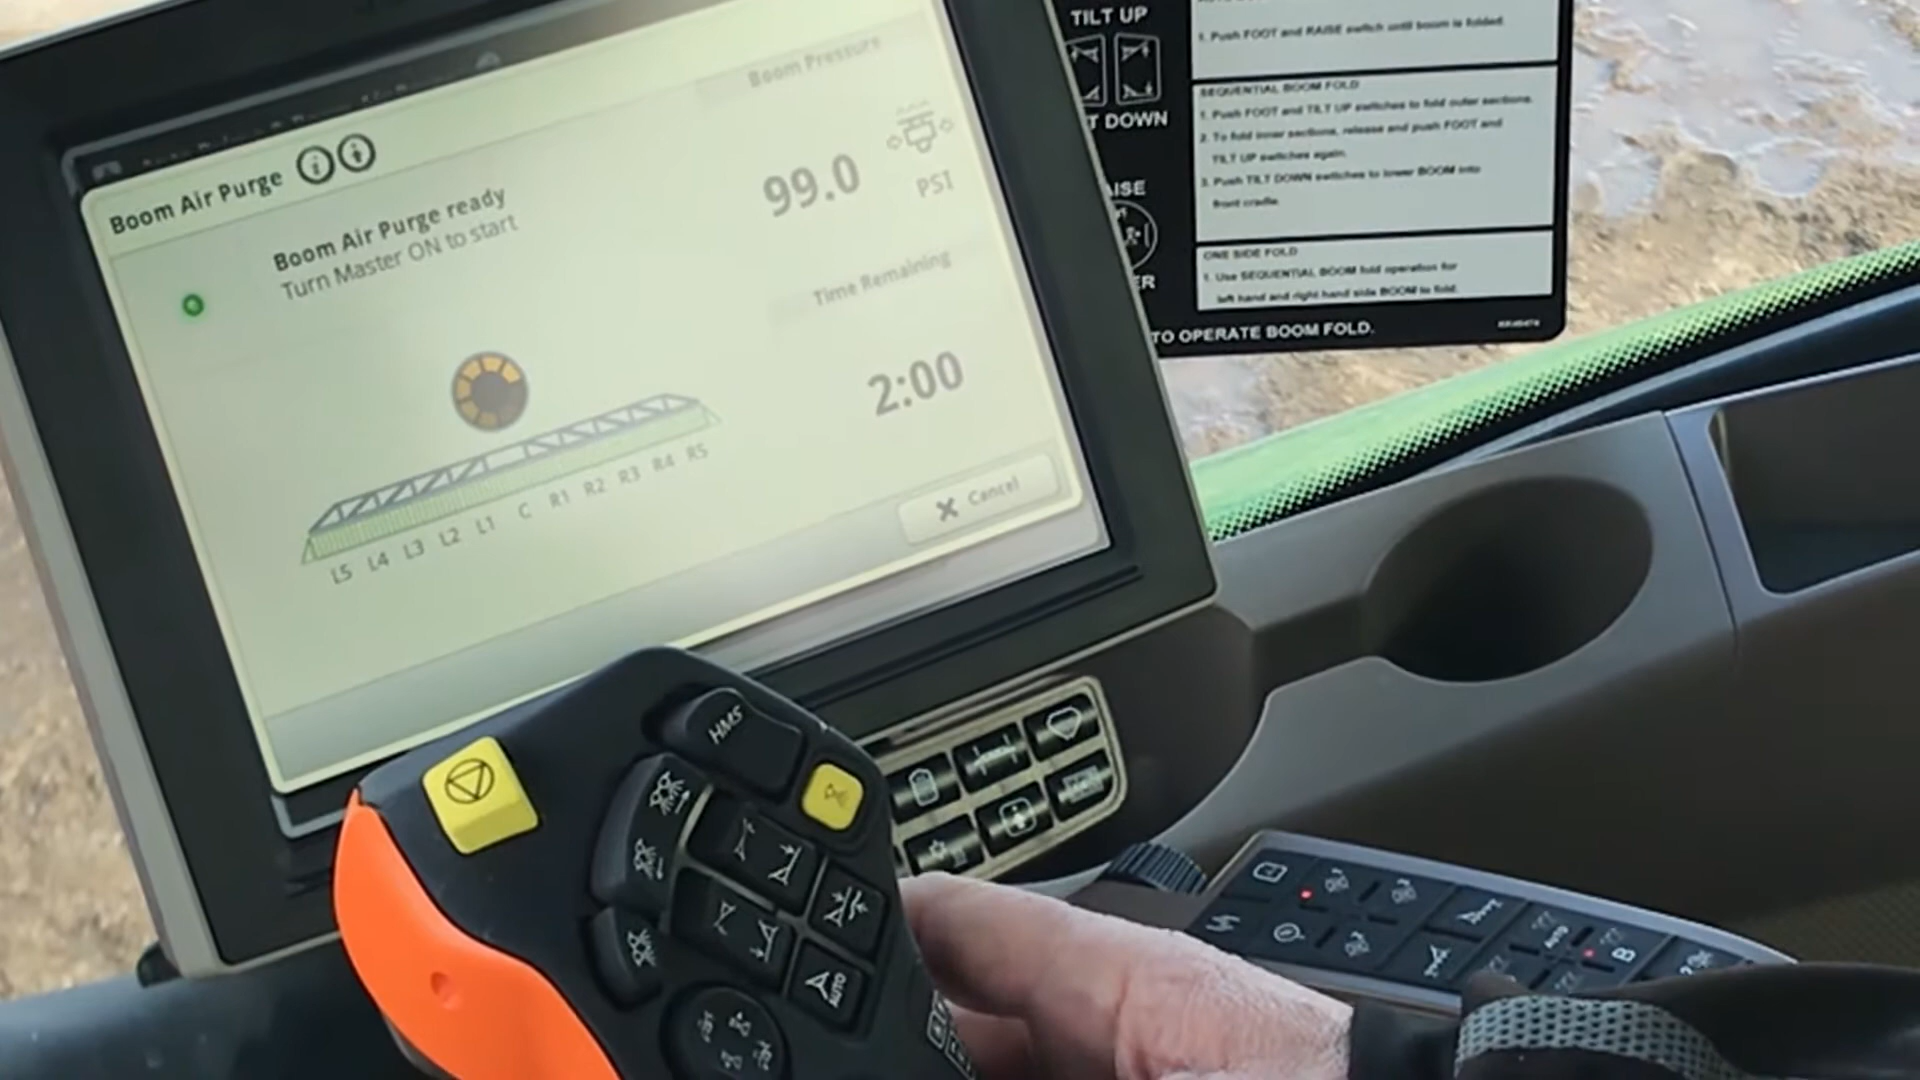 Boom Air Purge
Boom Air Purge ready
Turn Master ON to start
Boom Pressure
99.0
PSI
Time Remaining
2:00
L5 L4 L3 L2 L1 C R1 R2 R3 R4 R5
Cancel
TILT UP
T DOWN
AISE
ER
1. Push FOOT and RAISE switch until boom is folded.
SEQUENTIAL BOOM FOLD
1. Push FOOT and TILT UP switches to fold outer sections.
2. To fold inner sections, release and push FOOT and
TILT UP switches again.
3. Push TILT DOWN switches to lower BOOM into
front cradle.
ONE SIDE FOLD
1. Use SEQUENTIAL BOOM fold operation for
left hand and right hand side BOOM to fold.
TO OPERATE BOOM FOLD.
HMS
AUTO
AUTO
B